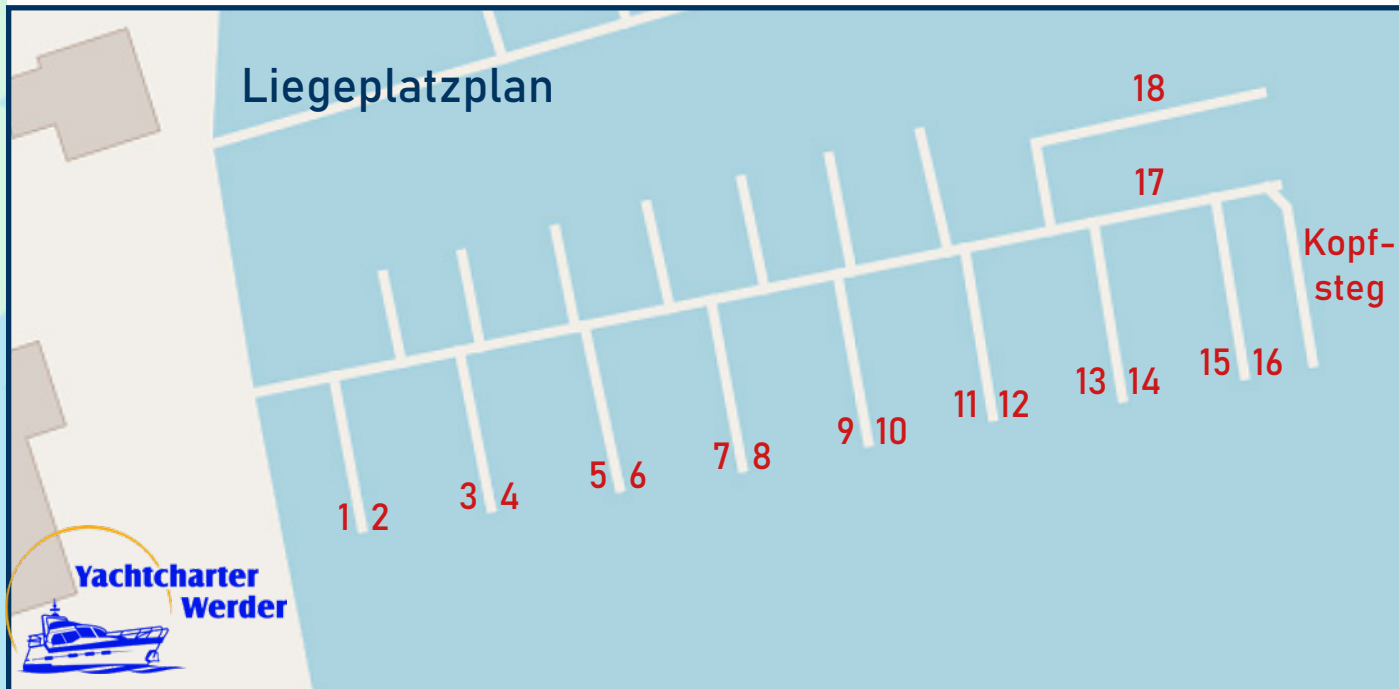 Liegeplatzplan
18
17
Kopf-
steg
15 16
13 14
11 12
9 10
7 8
5 6
3 4
1 2
Yachtcharter
Werder